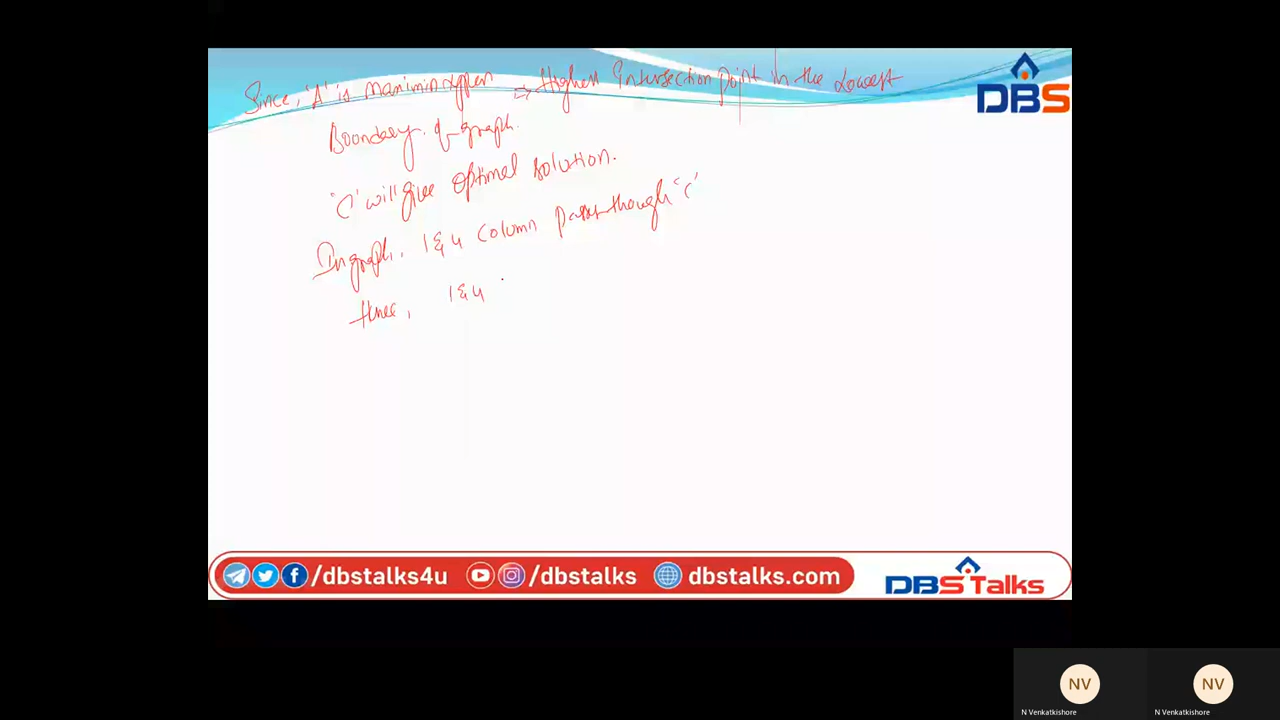 Since, 'A' is maximin player => Highest Intersection point in the Lowest
DBS
Boundary of graph.
'C' will give optimal solution.
In graph, 1 & 4 column passes through 'C'
Hence, 1 & 4
/dbstalks4u
/dbstalks
dbstalks.com
DBS Talks
NV
NV
N Venkatkishore
N Venkatkishore